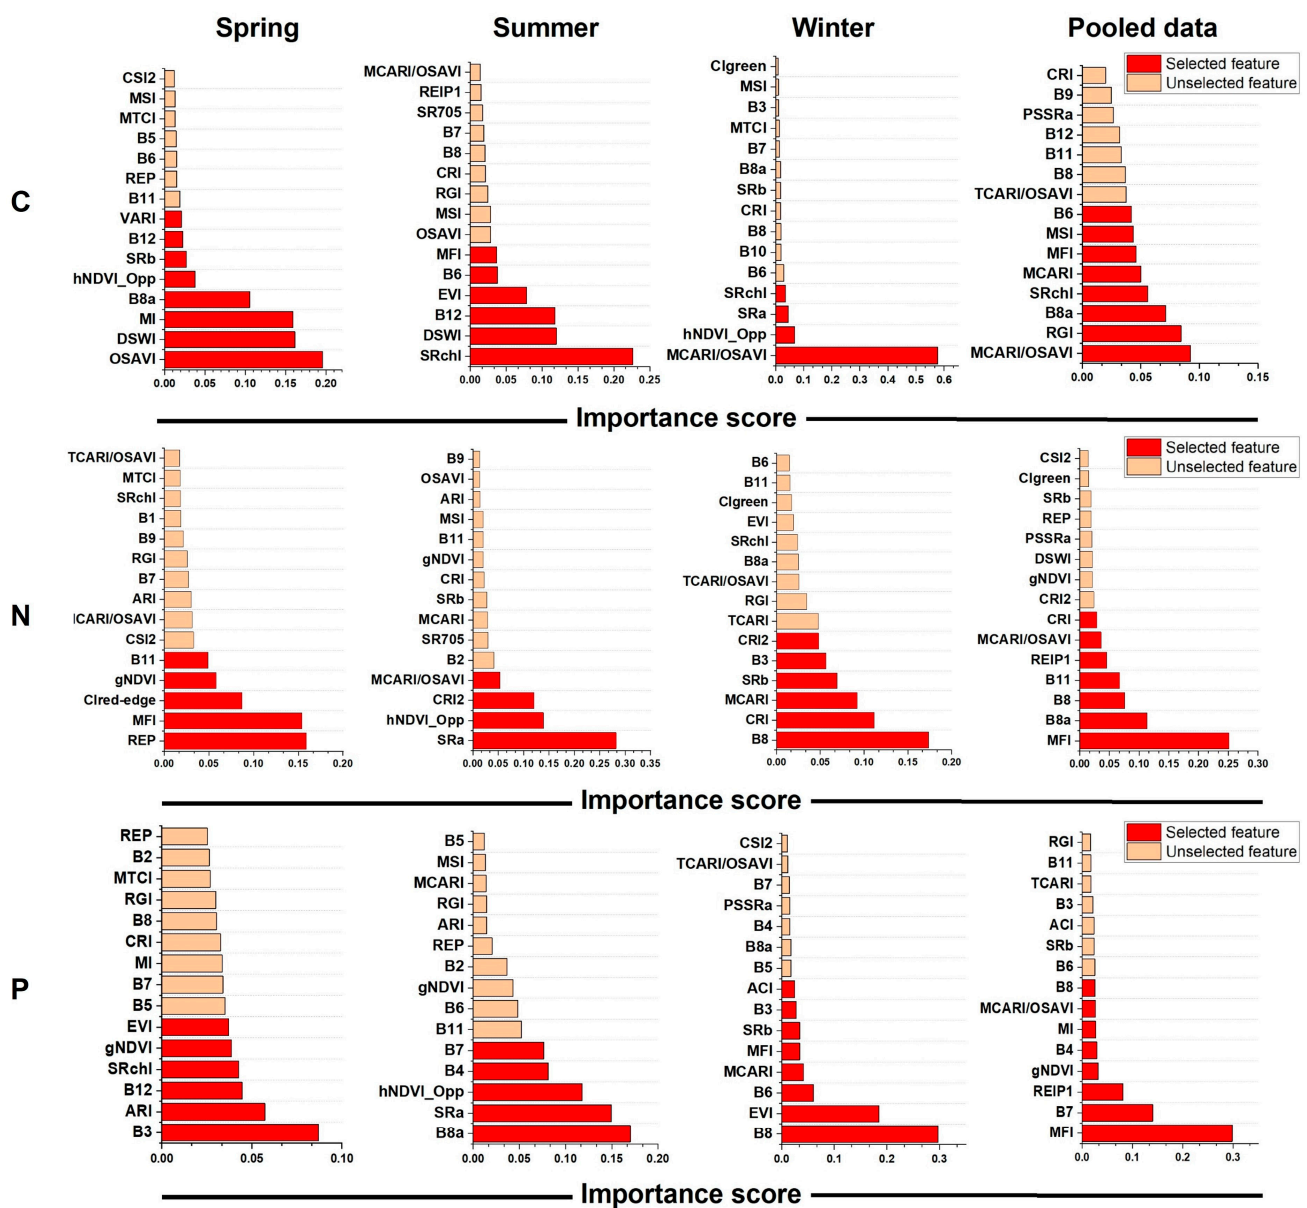 Spring Summer Winter Pooled data
C
CSI2
MSI
MTCI
B5
B6
REP
B11
VARI
B12
SRb
hNDVI_Opp
B8a
MI
DSWI
OSAVI
0.00 0.05 0.10 0.15 0.20
MCARI/OSAVI
REIP1
SR705
B7
B8
CRI
RGI
MSI
OSAVI
MFI
B6
EVI
B12
DSWI
SRchl
0.00 0.05 0.10 0.15 0.20 0.25
CIgreen
MSI
B3
MTCI
B7
B8a
SRb
CRI
B8
B10
B6
SRchl
SRa
hNDVI_Opp
MCARI/OSAVI
0.0 0.1 0.2 0.3 0.4 0.5 0.6
Selected feature
Unselected feature
CRI
B9
PSSRa
B12
B11
B8
TCARI/OSAVI
B6
MSI
MFI
MCARI
SRchl
B8a
RGI
MCARI/OSAVI
0.00 0.05 0.10 0.15
Importance score
N
TCARI/OSAVI
MTCI
SRchl
B1
B9
RGI
B7
ARI
ICARI/OSAVI
CSI2
B11
gNDVI
CIred-edge
MFI
REP
0.00 0.05 0.10 0.15 0.20
B9
OSAVI
ARI
MSI
B11
gNDVI
CRI
SRb
MCARI
SR705
B2
MCARI/OSAVI
CRI2
hNDVI_Opp
SRa
0.00 0.05 0.10 0.15 0.20 0.25 0.30 0.35
B6
B11
CIgreen
EVI
SRchl
B8a
TCARI/OSAVI
RGI
TCARI
CRI2
B3
SRb
MCARI
CRI
B8
0.00 0.05 0.10 0.15 0.20
Selected feature
Unselected feature
CSI2
CIgreen
SRb
REP
PSSRa
DSWI
gNDVI
CRI2
CRI
MCARI/OSAVI
REIP1
B11
B8
B8a
MFI
0.00 0.05 0.10 0.15 0.20 0.25 0.30
Importance score
P
REP
B2
MTCI
RGI
B8
CRI
MI
B7
B5
EVI
gNDVI
SRchl
B12
ARI
B3
0.00 0.05 0.10
B5
MSI
MCARI
RGI
ARI
REP
B2
gNDVI
B6
B11
B7
B4
hNDVI_Opp
SRa
B8a
0.00 0.05 0.10 0.15 0.20
CSI2
TCARI/OSAVI
B7
PSSRa
B4
B8a
B5
ACI
B3
SRb
MFI
MCARI
B6
EVI
B8
0.0 0.1 0.2 0.3
Selected feature
Unselected feature
RGI
B11
TCARI
B3
ACI
SRb
B6
B8
MCARI/OSAVI
MI
B4
gNDVI
REIP1
B7
MFI
0.0 0.1 0.2 0.3
Importance score